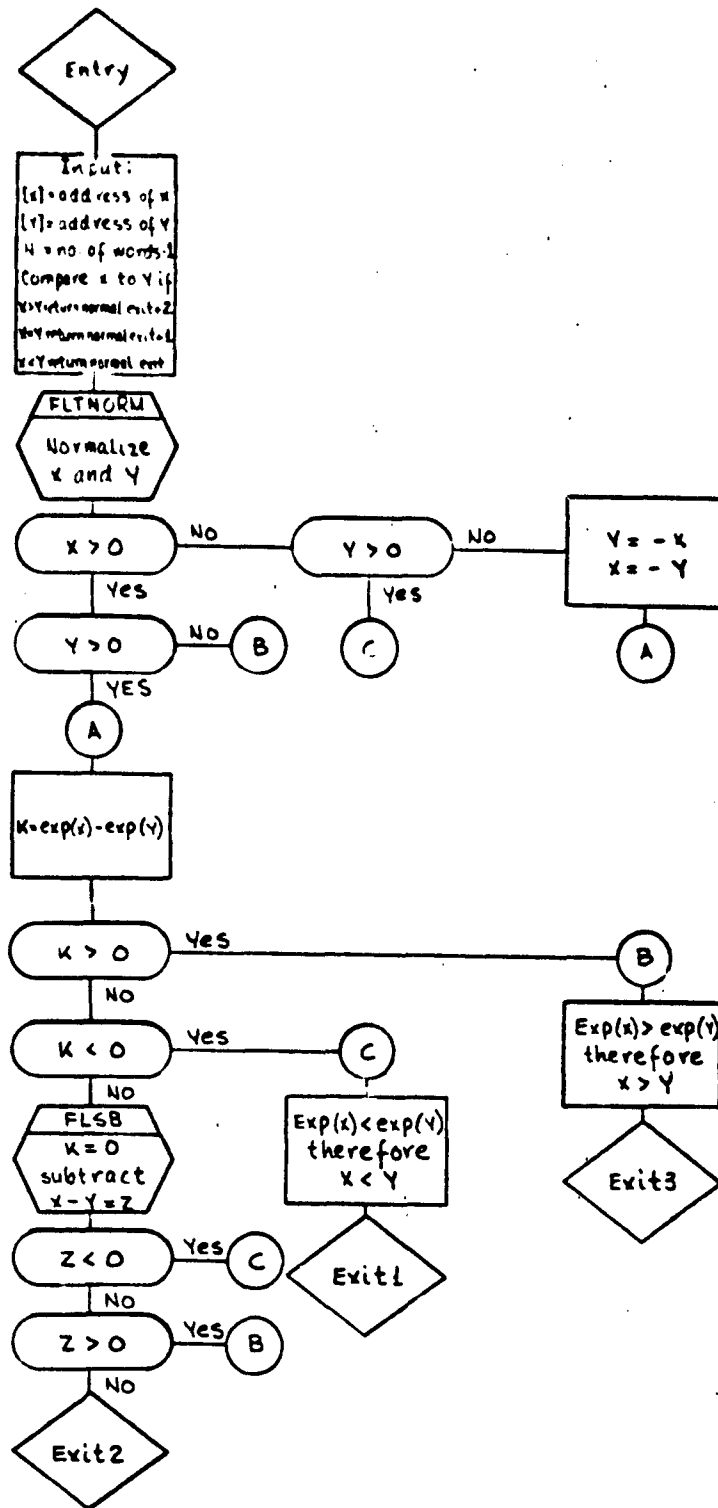 Entry
Input:
[x]=address of x
[Y]=address of Y
N = no. of words-1
Compare x to Y if
x>Y return normal exit+2
x=Y return normal exit+1
x<Y return normal exit
FLTNORM
Normalize
x and Y
X > 0
NO
Y > 0
NO
Y = - X
X = - Y
Yes
Yes
Y > 0
NO
B
C
A
YES
A
K=exp(x)-exp(Y)
K > 0
Yes
B
NO
Exp(x)>exp(Y)
therefore
X > Y
K < 0
Yes
C
NO
Exp(x)<exp(Y)
therefore
X < Y
Exit3
FLSB
K = 0
subtract
X - Y = Z
Z < 0
Yes
C
Exit1
NO
Z > 0
Yes
B
NO
Exit2